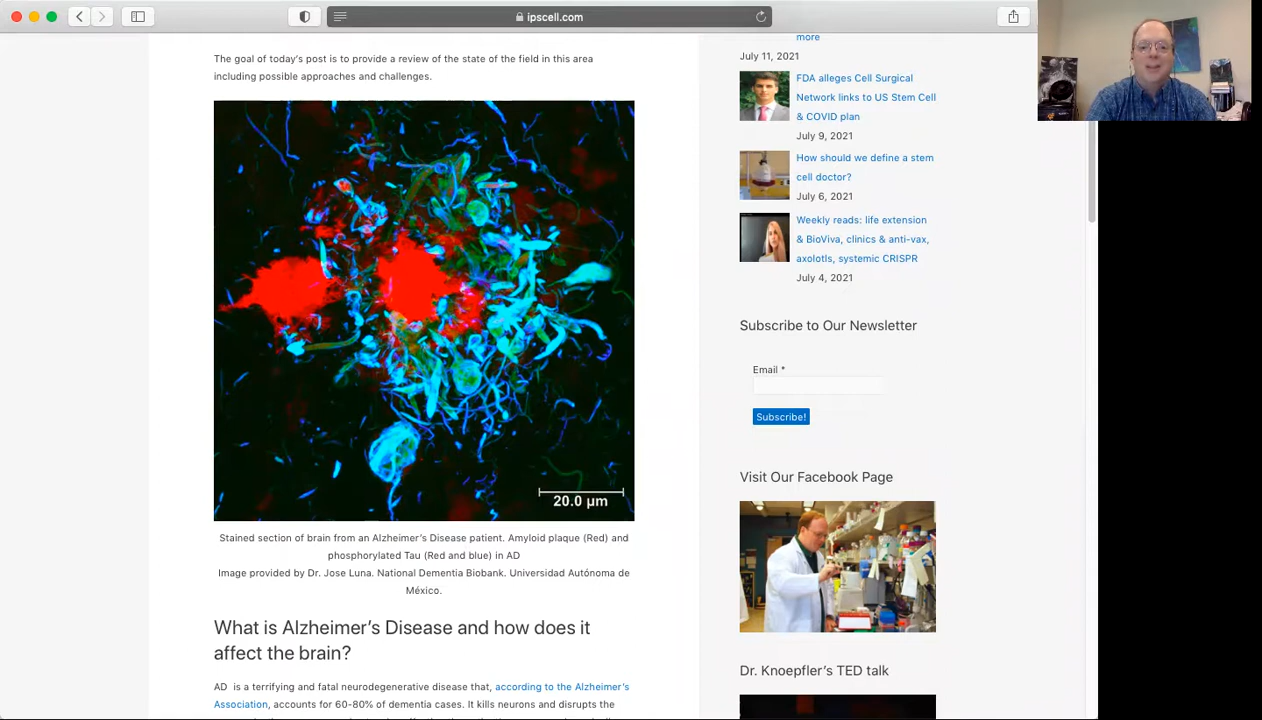 ipscell.com
The goal of today's post is to provide a review of the state of the field in this area
including possible approaches and challenges.
20.0 µm
Stained section of brain from an Alzheimer's Disease patient. Amyloid plaque (Red) and
phosphorylated Tau (Red and blue) in AD
Image provided by Dr. Jose Luna. National Dementia Biobank. Universidad Autónoma de
México.
What is Alzheimer's Disease and how does it
affect the brain?
AD is a terrifying and fatal neurodegenerative disease that, according to the Alzheimer's
Association, accounts for 60-80% of dementia cases. It kills neurons and disrupts the
more
July 11, 2021
FDA alleges Cell Surgical
Network links to US Stem Cell
& COVID plan
July 9, 2021
How should we define a stem
cell doctor?
July 6, 2021
Weekly reads: life extension
& BioViva, clinics & anti-vax,
axolotls, systemic CRISPR
July 4, 2021
Subscribe to Our Newsletter
Email *
Subscribe!
Visit Our Facebook Page
Dr. Knoepfler's TED talk